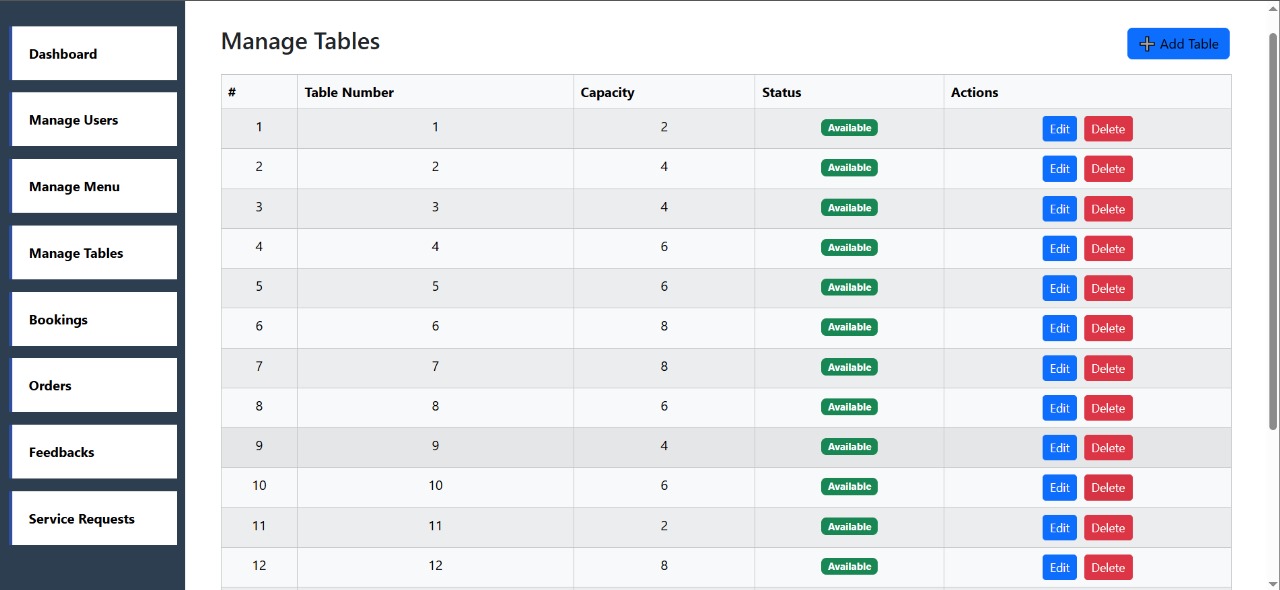 Dashboard
Manage Users
Manage Menu
Manage Tables
Bookings
Orders
Feedbacks
Service Requests
Manage Tables
➕ Add Table
# Table Number Capacity Status Actions
1 1 2 Available Edit Delete
2 2 4 Available Edit Delete
3 3 4 Available Edit Delete
4 4 6 Available Edit Delete
5 5 6 Available Edit Delete
6 6 8 Available Edit Delete
7 7 8 Available Edit Delete
8 8 6 Available Edit Delete
9 9 4 Available Edit Delete
10 10 6 Available Edit Delete
11 11 2 Available Edit Delete
12 12 8 Available Edit Delete